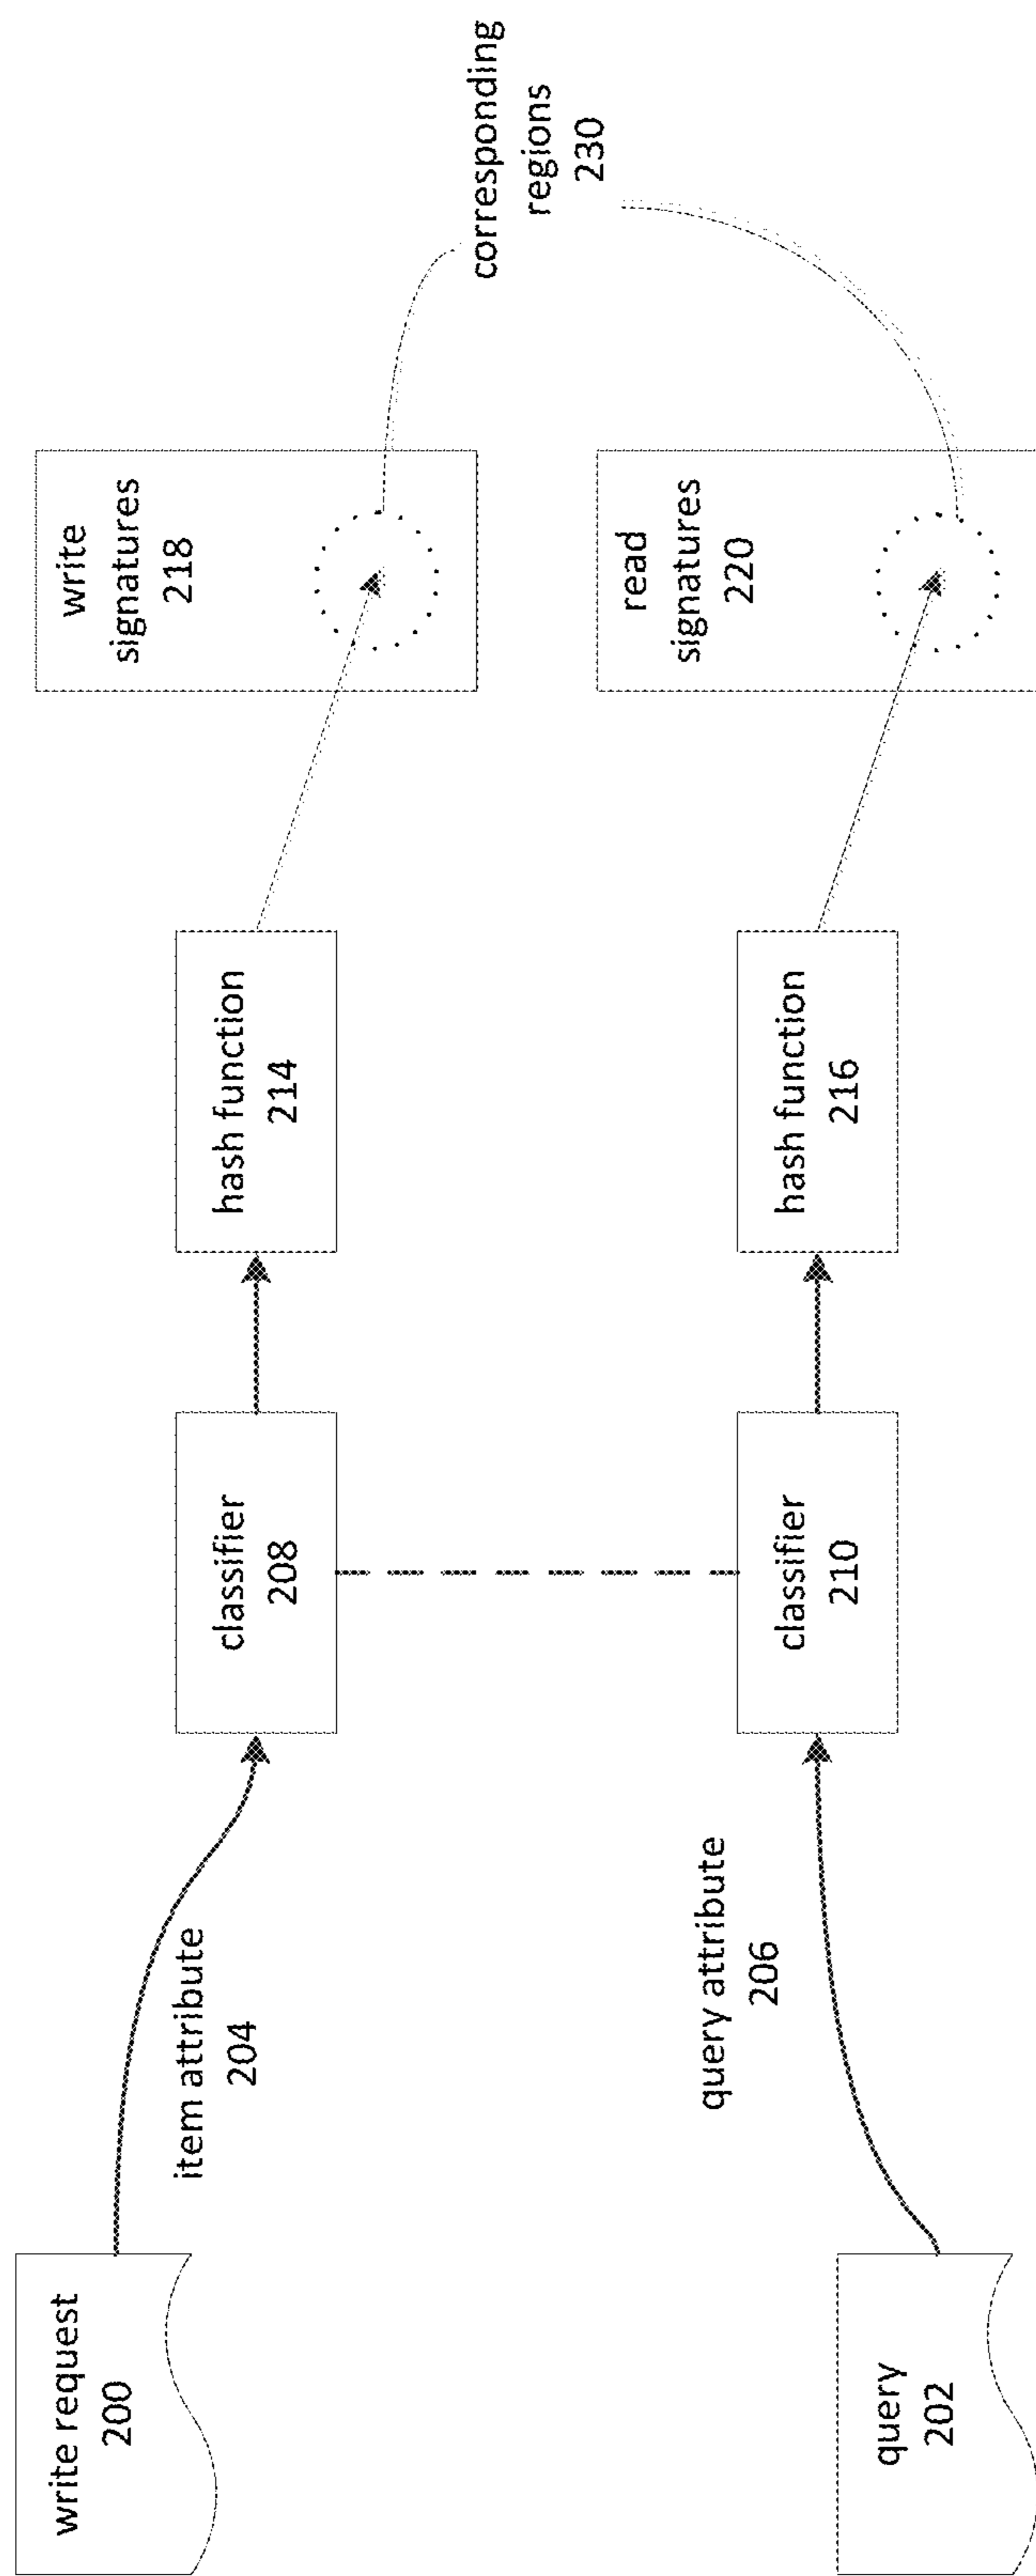 write request
200
item attribute
204
classifier
208
hash function
214
write
signatures
218
corresponding
regions
230
query
202
query attribute
206
classifier
210
hash function
216
read
signatures
220